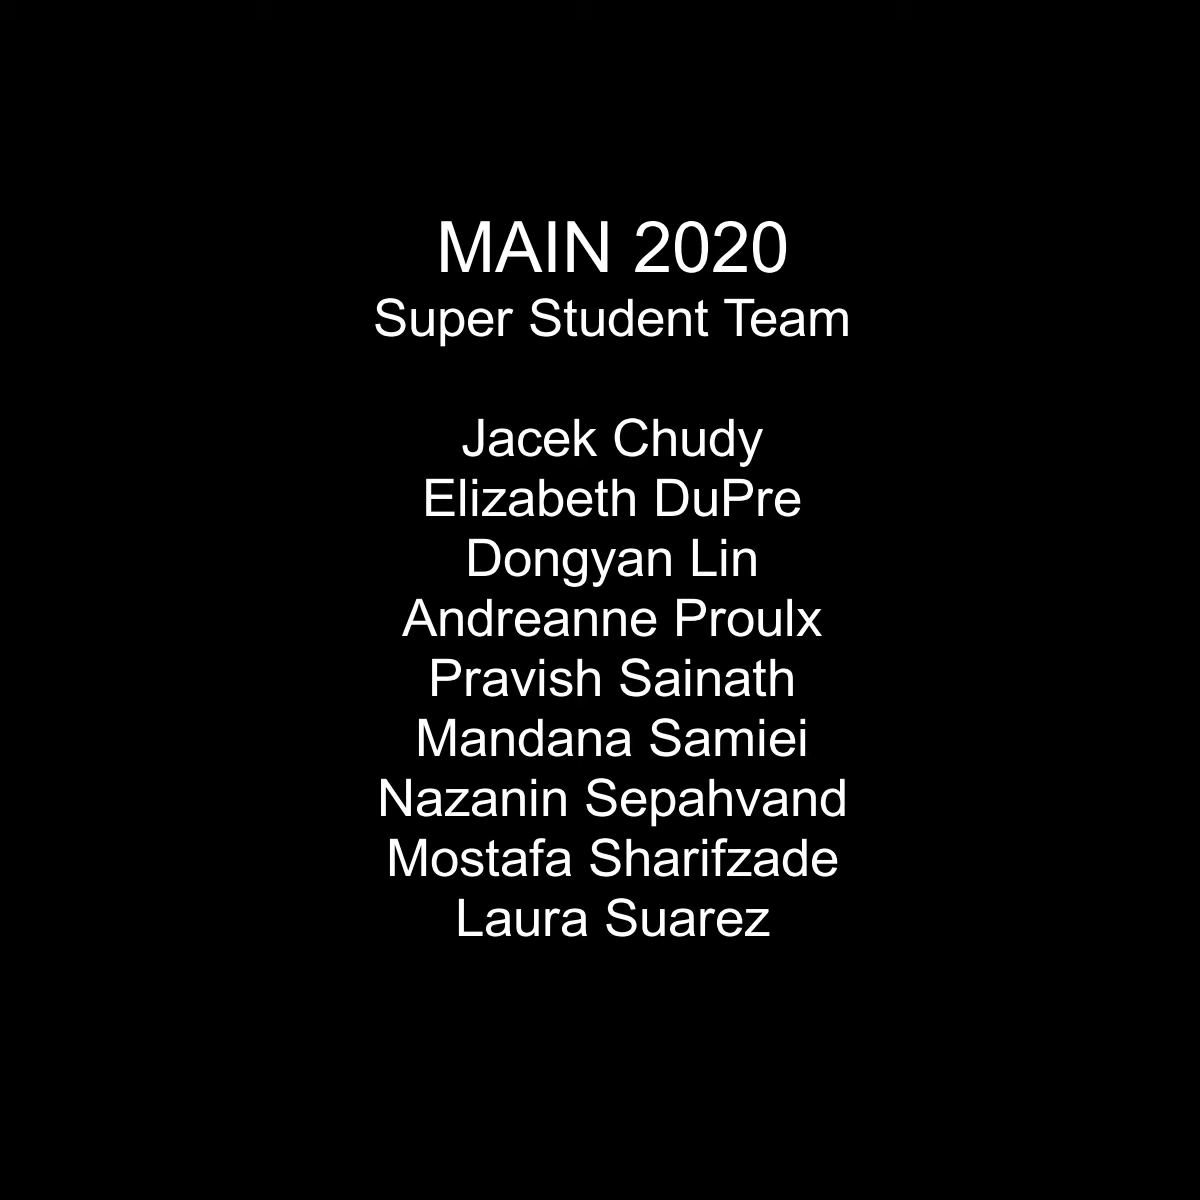 MAIN 2020
Super Student Team
Jacek Chudy
Elizabeth DuPre
Dongyan Lin
Andreanne Proulx
Pravish Sainath
Mandana Samiei
Nazanin Sepahvand
Mostafa Sharifzade
Laura Suarez